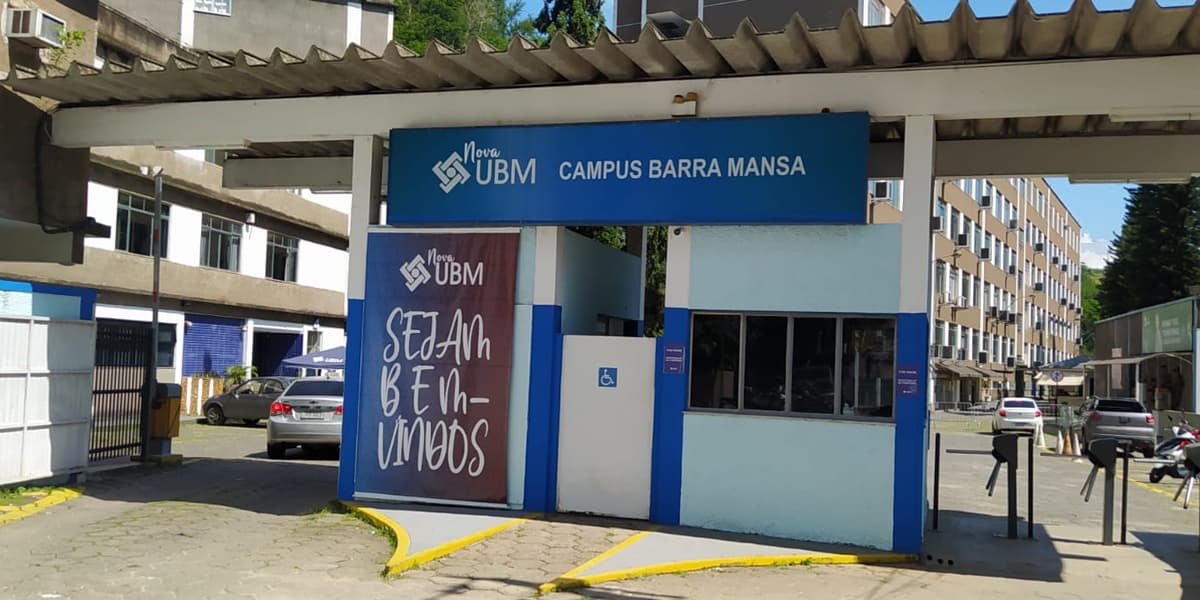 Nova
UBM
CAMPUS BARRA MANSA
Nova
UBM
SEJAM
BEM-
VINDOS